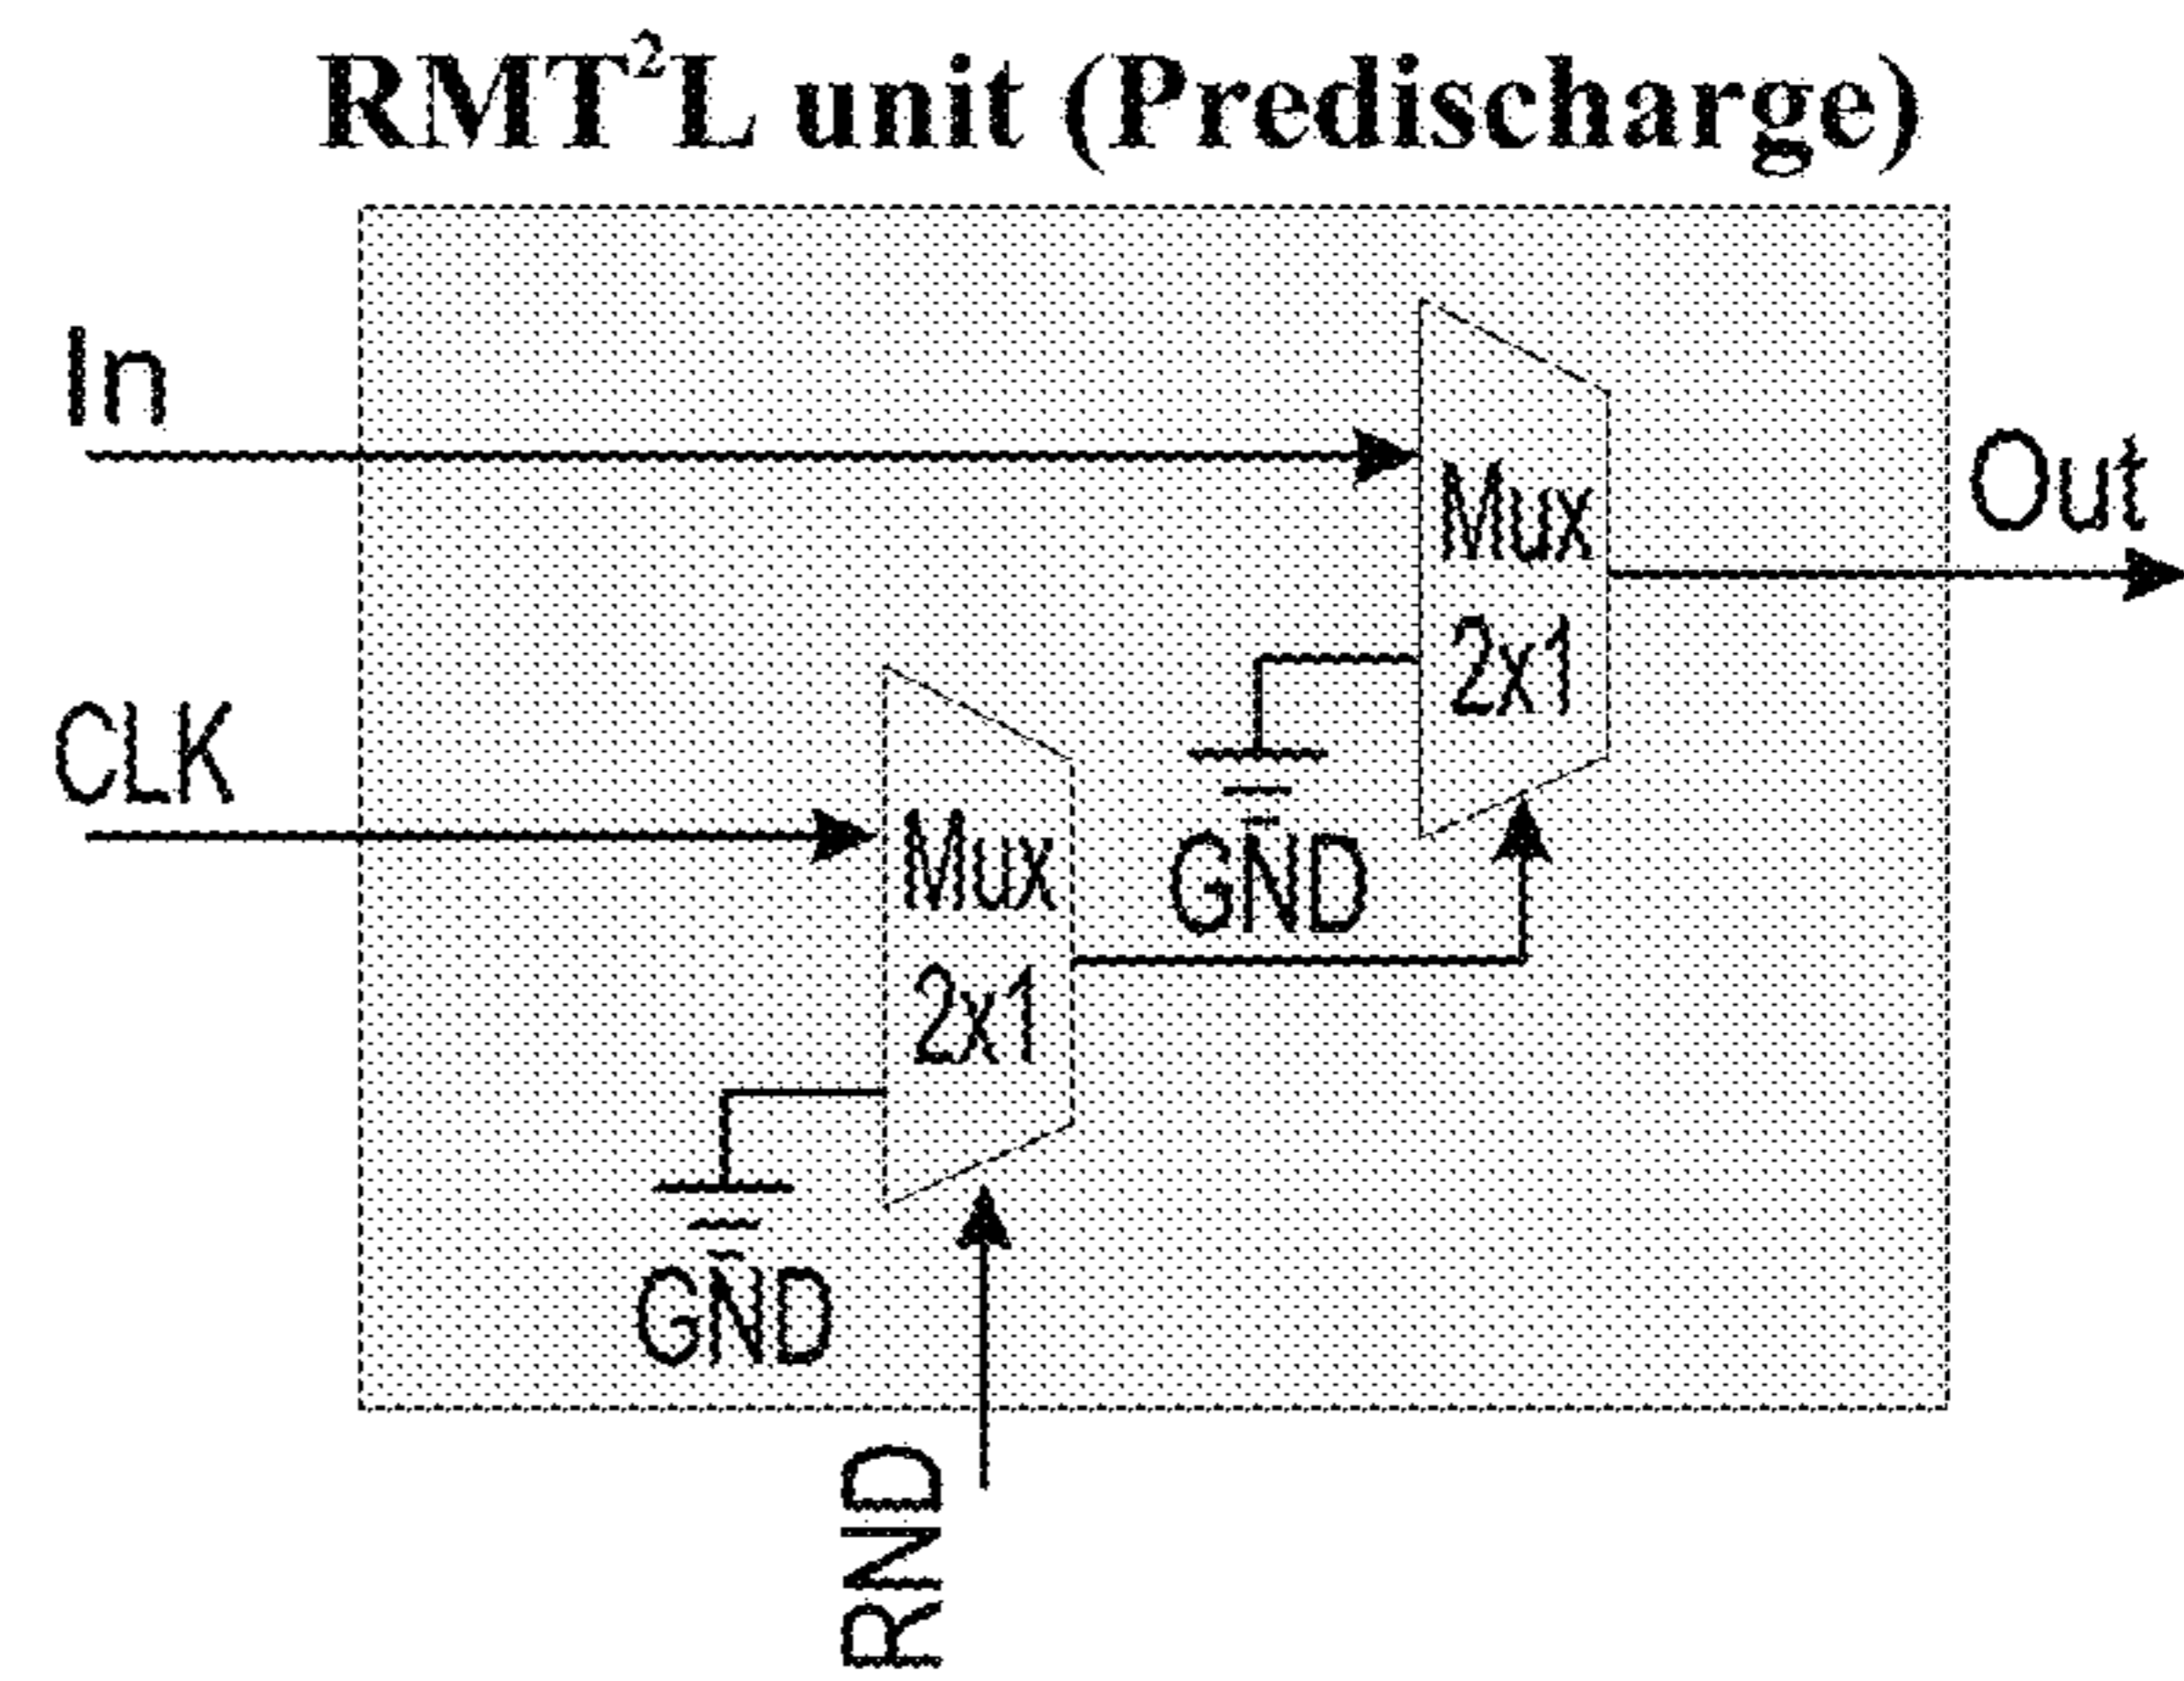 RMT²L unit (Predischarge)
In
Mux
2x1
Out
CLK
GND
Mux
2x1
GND
RND